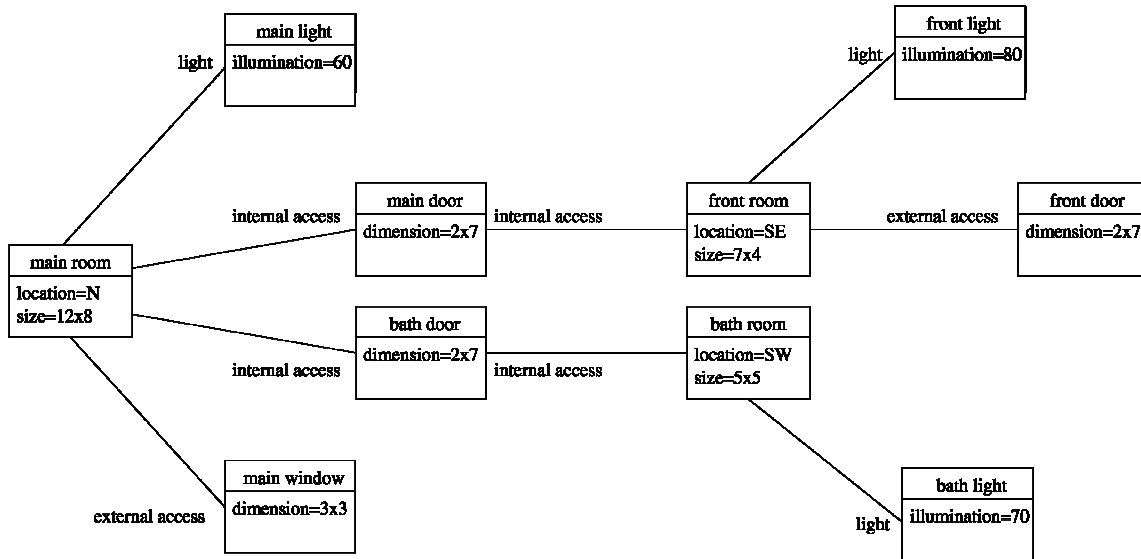 main light
illumination=60
light
front light
illumination=80
light
main door
dimension=2x7
internal access
internal access
front room
location=SE
size=7x4
external access
front door
dimension=2x7
main room
location=N
size=12x8
bath door
dimension=2x7
internal access
internal access
bath room
location=SW
size=5x5
main window
dimension=3x3
external access
bath light
illumination=70
light